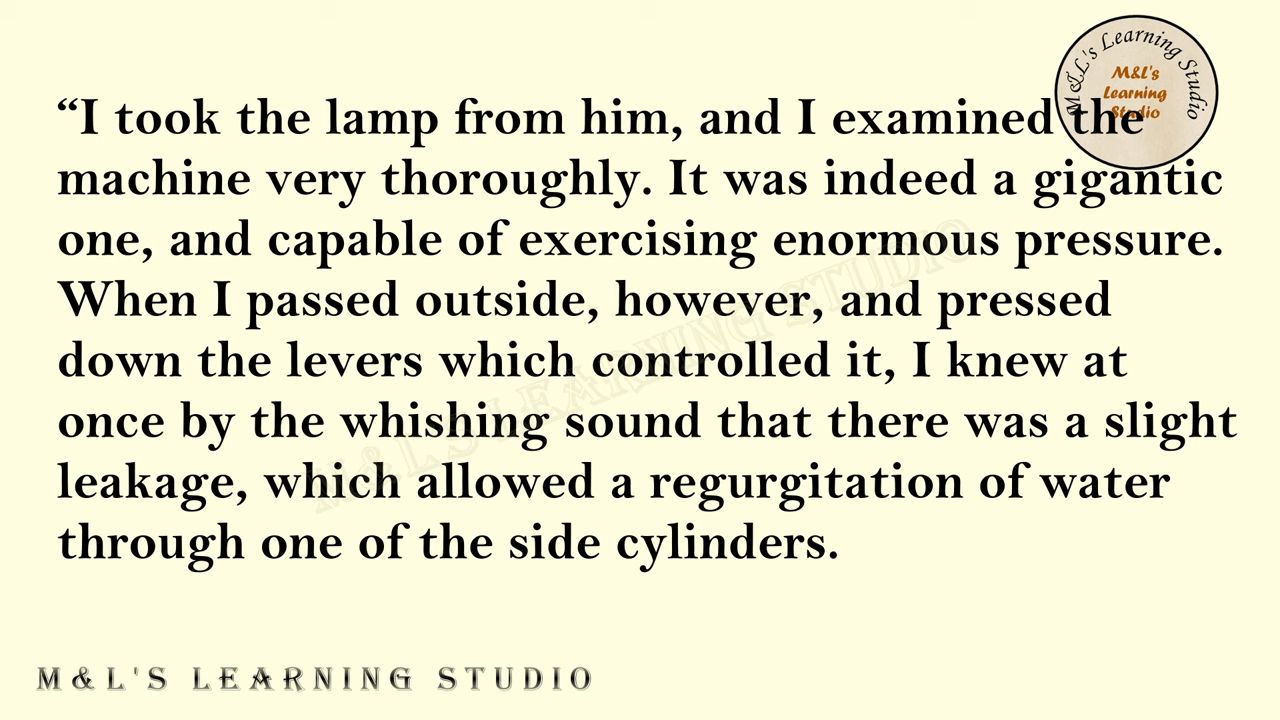 M&L's Learning Studio
M&L's
Learning
Studio
“I took the lamp from him, and I examined the
machine very thoroughly. It was indeed a gigantic
one, and capable of exercising enormous pressure.
When I passed outside, however, and pressed
down the levers which controlled it, I knew at
once by the whishing sound that there was a slight
leakage, which allowed a regurgitation of water
through one of the side cylinders.
M&L'S LEARNING STUDIO
M&L'S LEARNING STUDIO